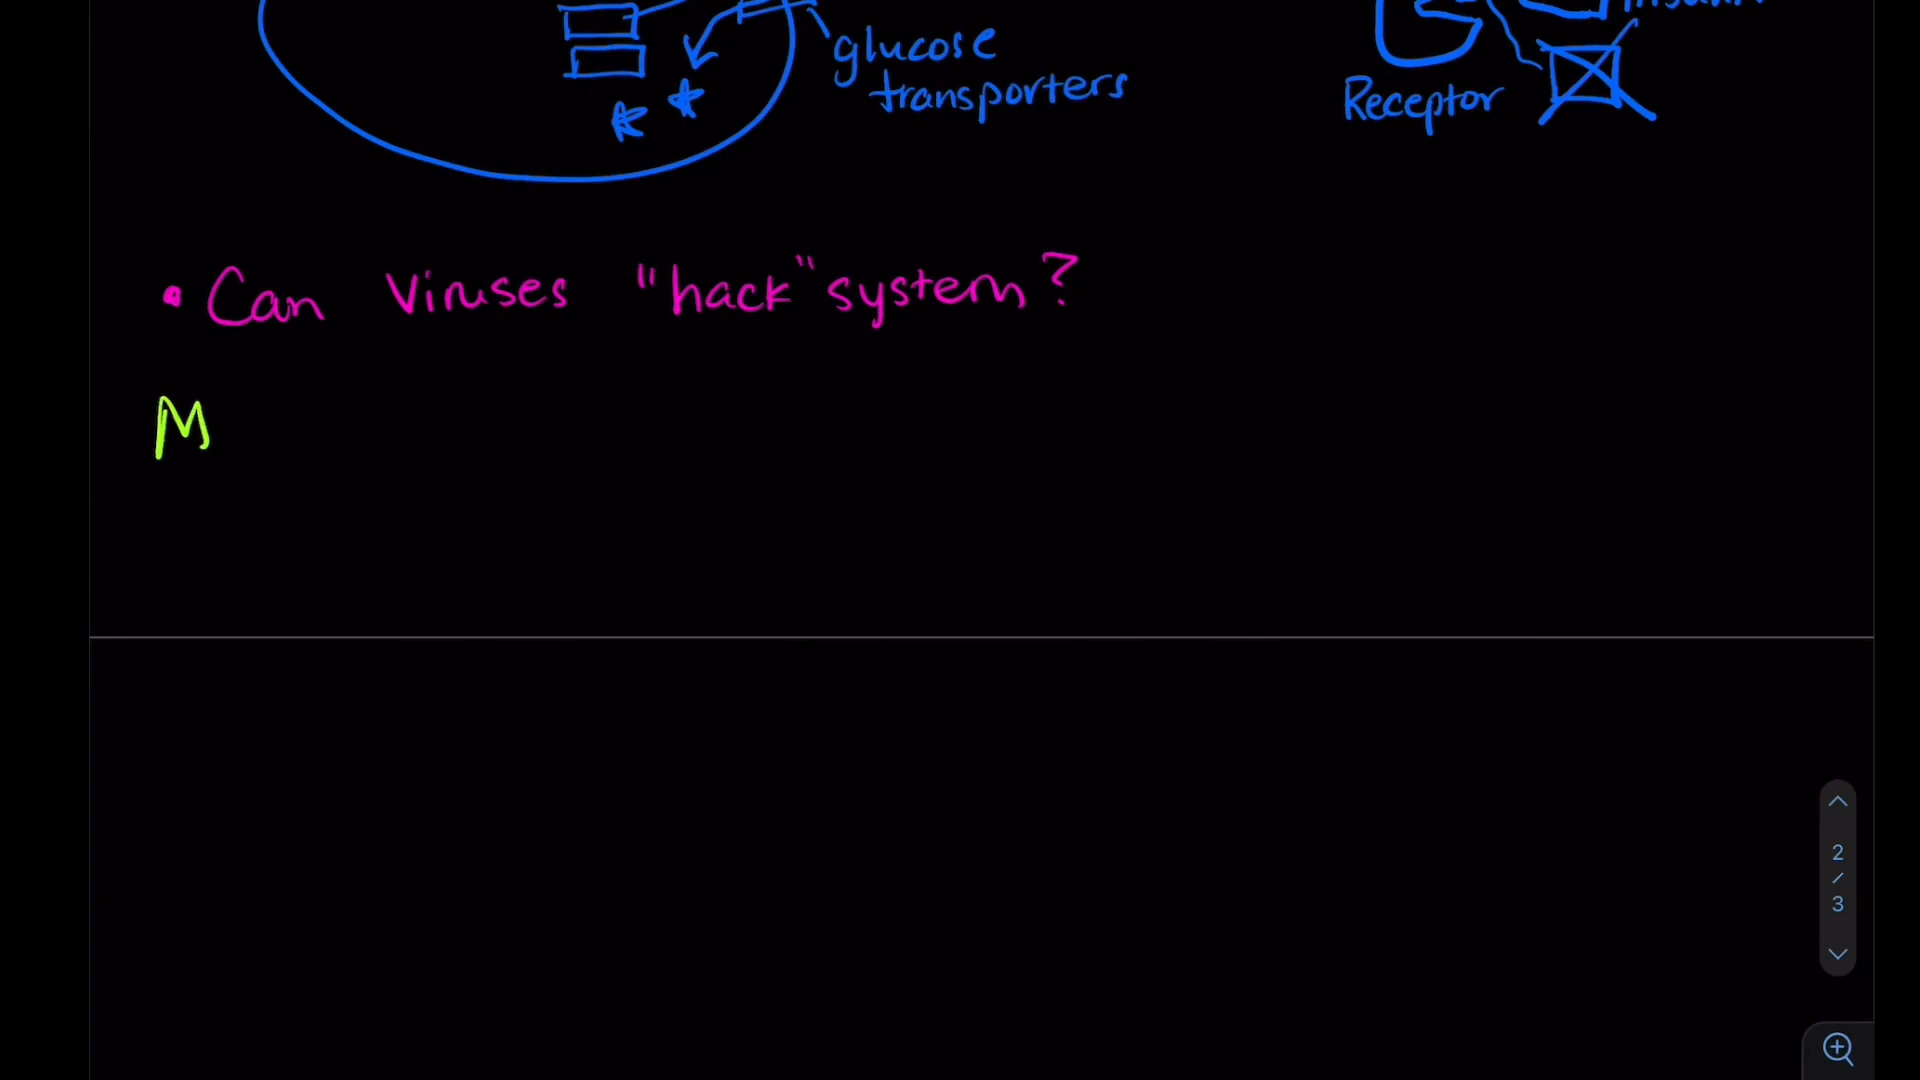 glucose
transporters
Receptor
• Can Viruses "hack" system?
M
2
/
3